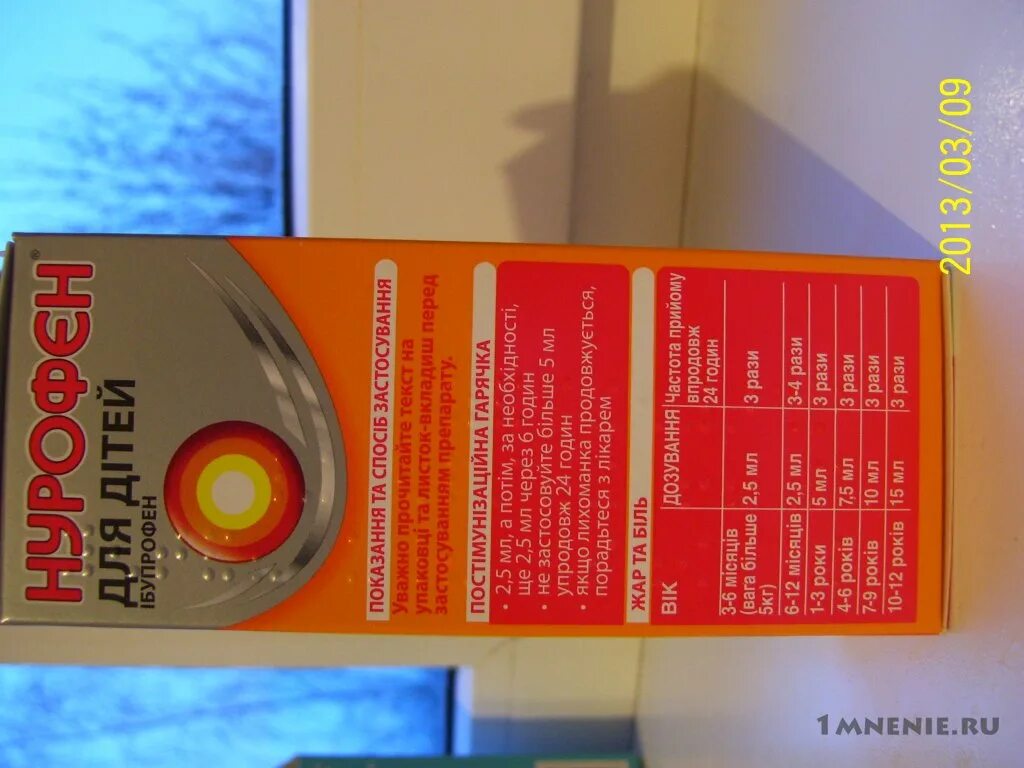 НУРОФЄН®
ДЛЯ ДІТЕЙ
ІБУПРОФЕН
ПОКАЗАННЯ ТА СПОСІБ ЗАСТОСУВАННЯ
Уважно прочитайте текст на
упаковці та листок-вкладиш перед
застосуванням препарату.
ПОСТІМУНІЗАЦІЙНА ГАРЯЧКА
• 2,5 мл, а потім, за необхідності,
ще 2,5 мл через 6 годин
• не застосовуйте більше 5 мл
упродовж 24 годин
• якщо лихоманка продовжується,
порадьтеся з лікарем
ЖАР ТА БІЛЬ
ВІК ДОЗУВАННЯ Частота прийому
впродовж
24 годин
3-6 місяців
(вага більше
5кг) 2,5 мл 3 рази
6-12 місяців 2,5 мл 3-4 рази
1-3 роки 5 мл 3 рази
4-6 років 7,5 мл 3 рази
7-9 років 10 мл 3 рази
10-12 років 15 мл 3 рази
2013/03/09
1MNENIE.RU